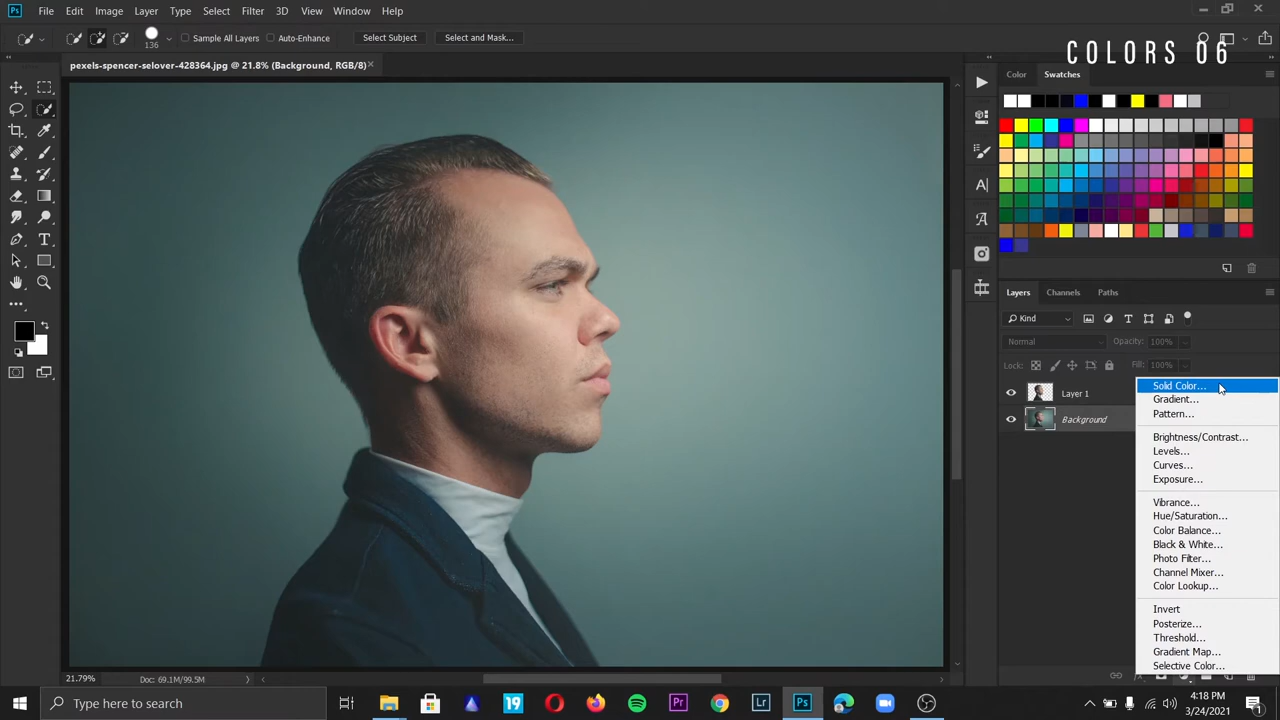 Ps File Edit Image Layer Type Select Filter 3D View Window Help
136 Sample All Layers Auto-Enhance Select Subject Select and Mask...
COLORS 06
pexels-spencer-selover-428364.jpg @ 21.8% (Background, RGB/8)
Color Swatches
Layers Channels Paths
Kind
Normal Opacity: 100%
Lock: Fill: 100%
Layer 1
Background
Solid Color...
Gradient...
Pattern...
Brightness/Contrast...
Levels...
Curves...
Exposure...
Vibrance...
Hue/Saturation...
Color Balance...
Black & White...
Photo Filter...
Channel Mixer...
Color Lookup...
Invert
Posterize...
Threshold...
Gradient Map...
Selective Color...
21.79% Doc: 69.1M/99.5M
Type here to search
19 Pr Lrt Ps
4:18 PM
3/24/2021